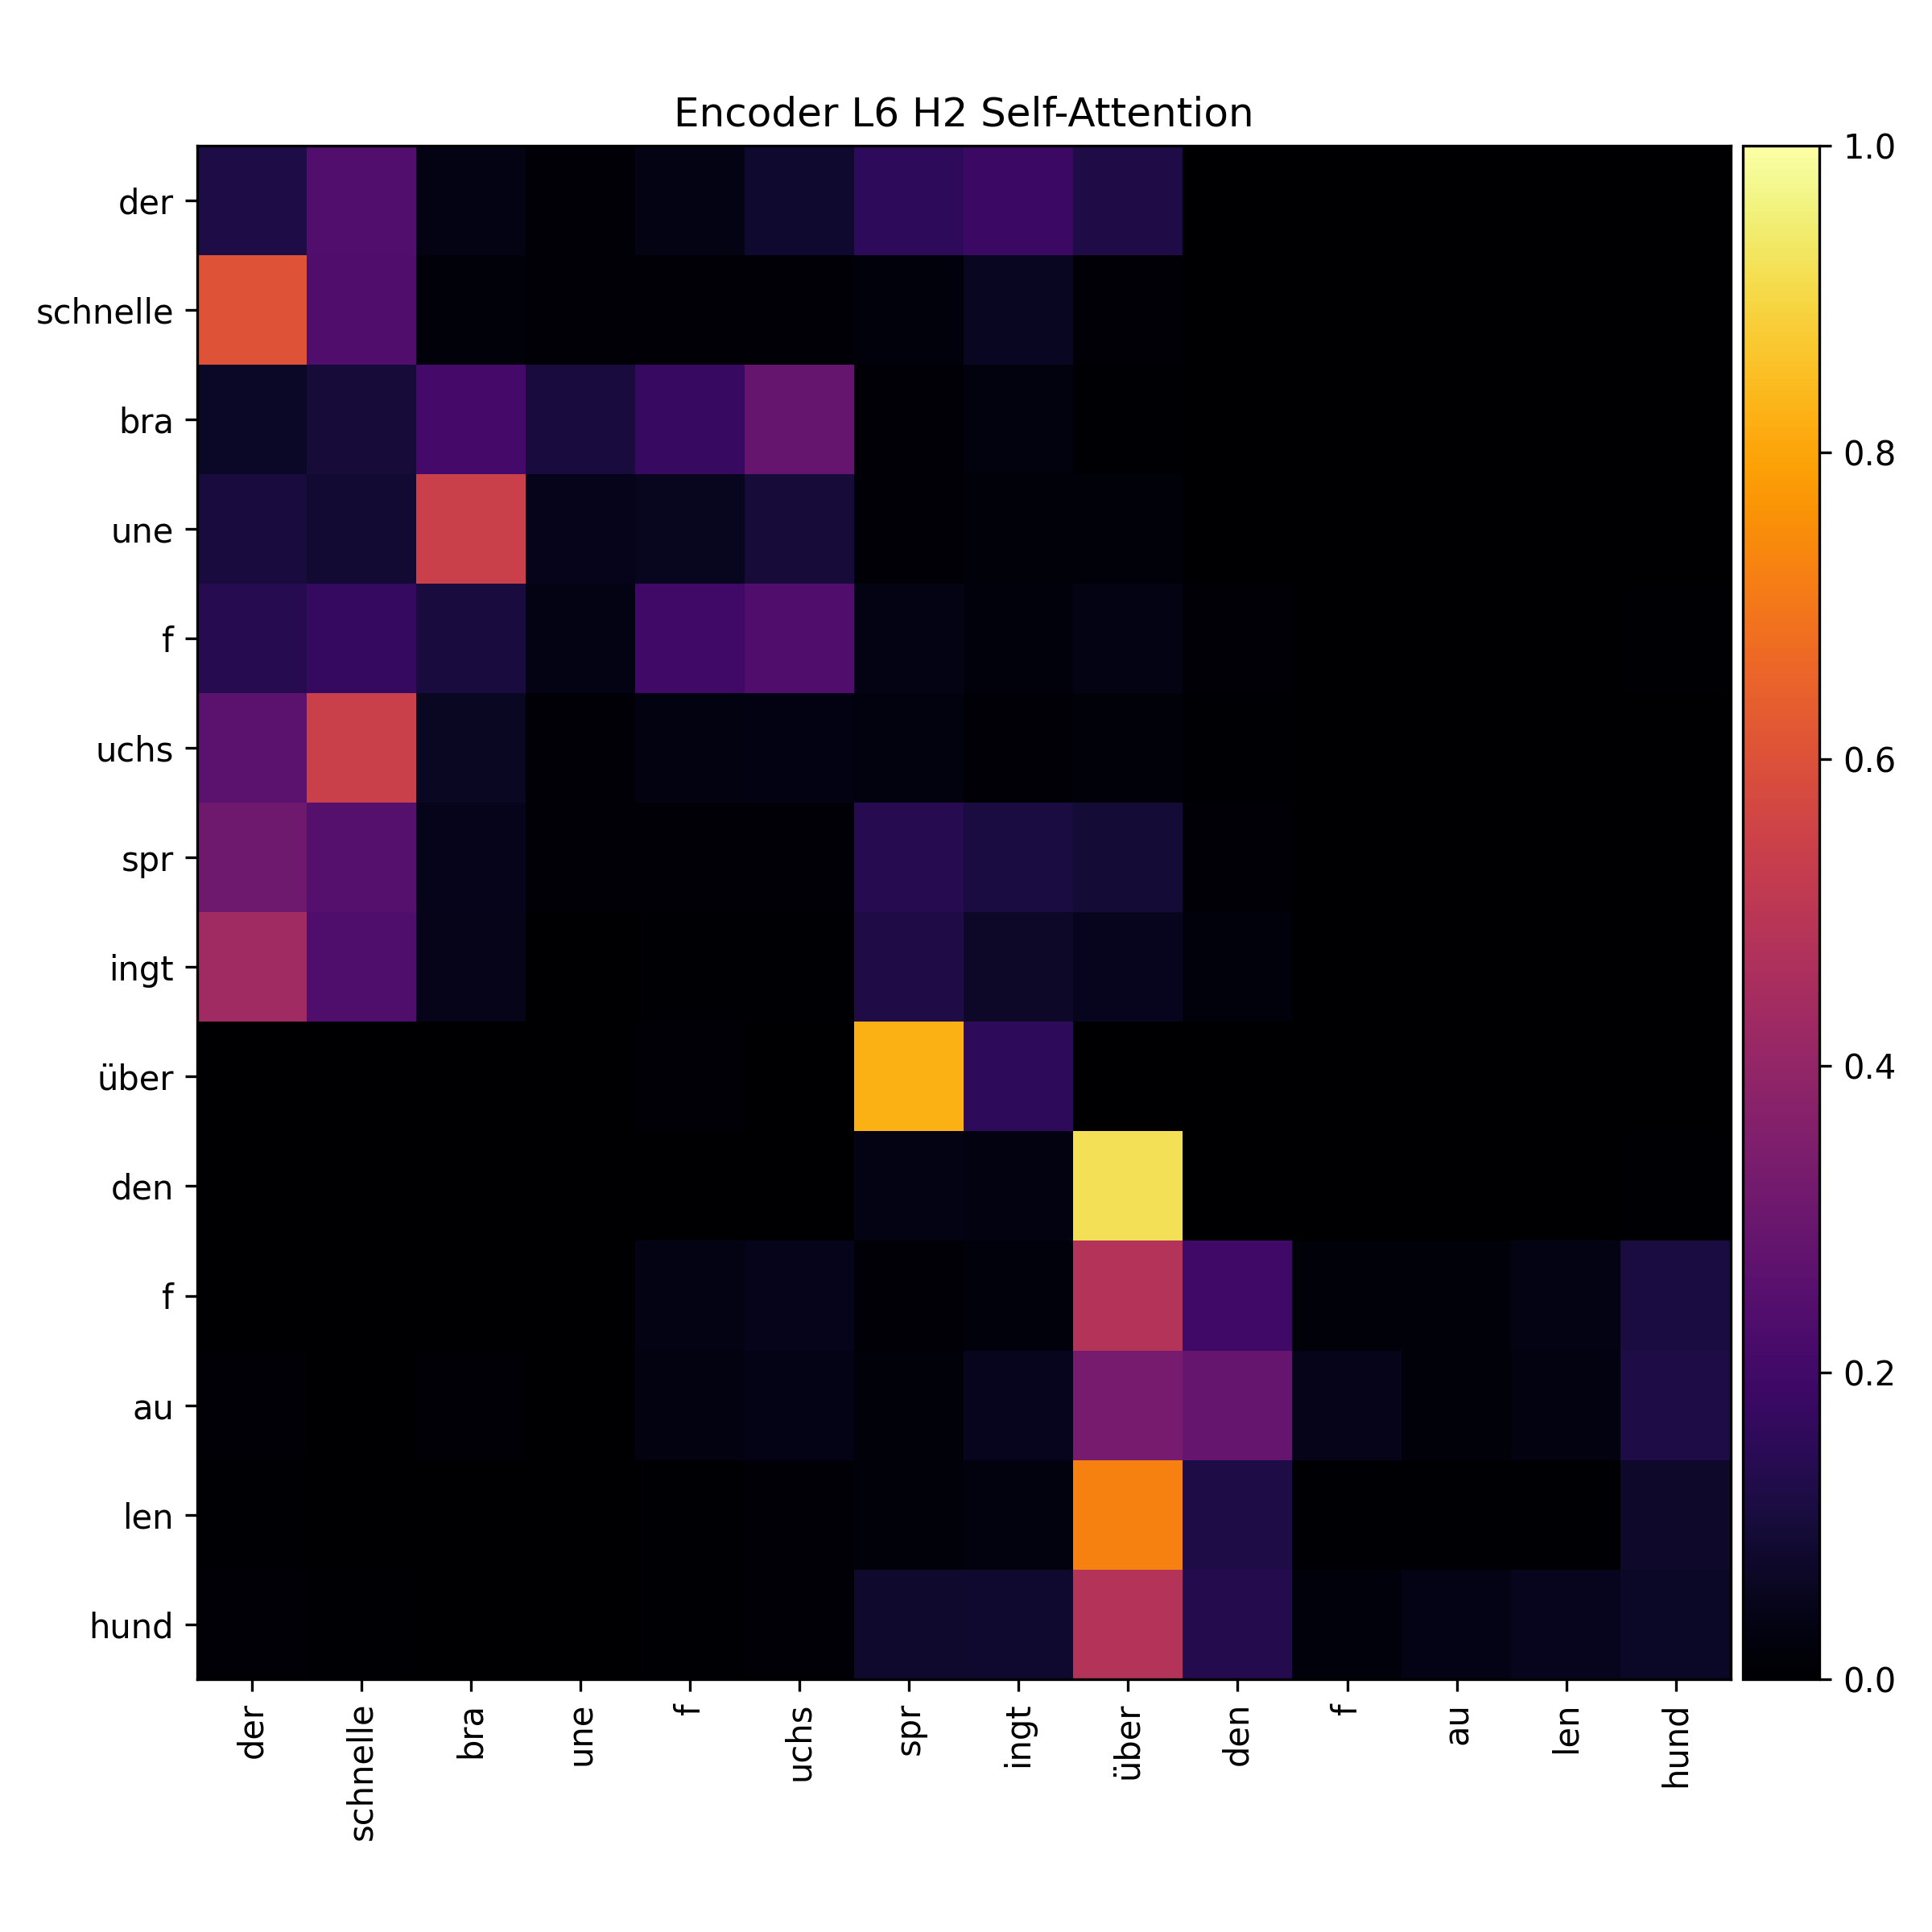 Encoder L6 H2 Self-Attention
der
schnelle
bra
une
f
uchs
spr
ingt
über
den
f
au
len
hund
der
schnelle
bra
une
f
uchs
spr
ingt
über
den
f
au
len
hund
1.0
0.8
0.6
0.4
0.2
0.0